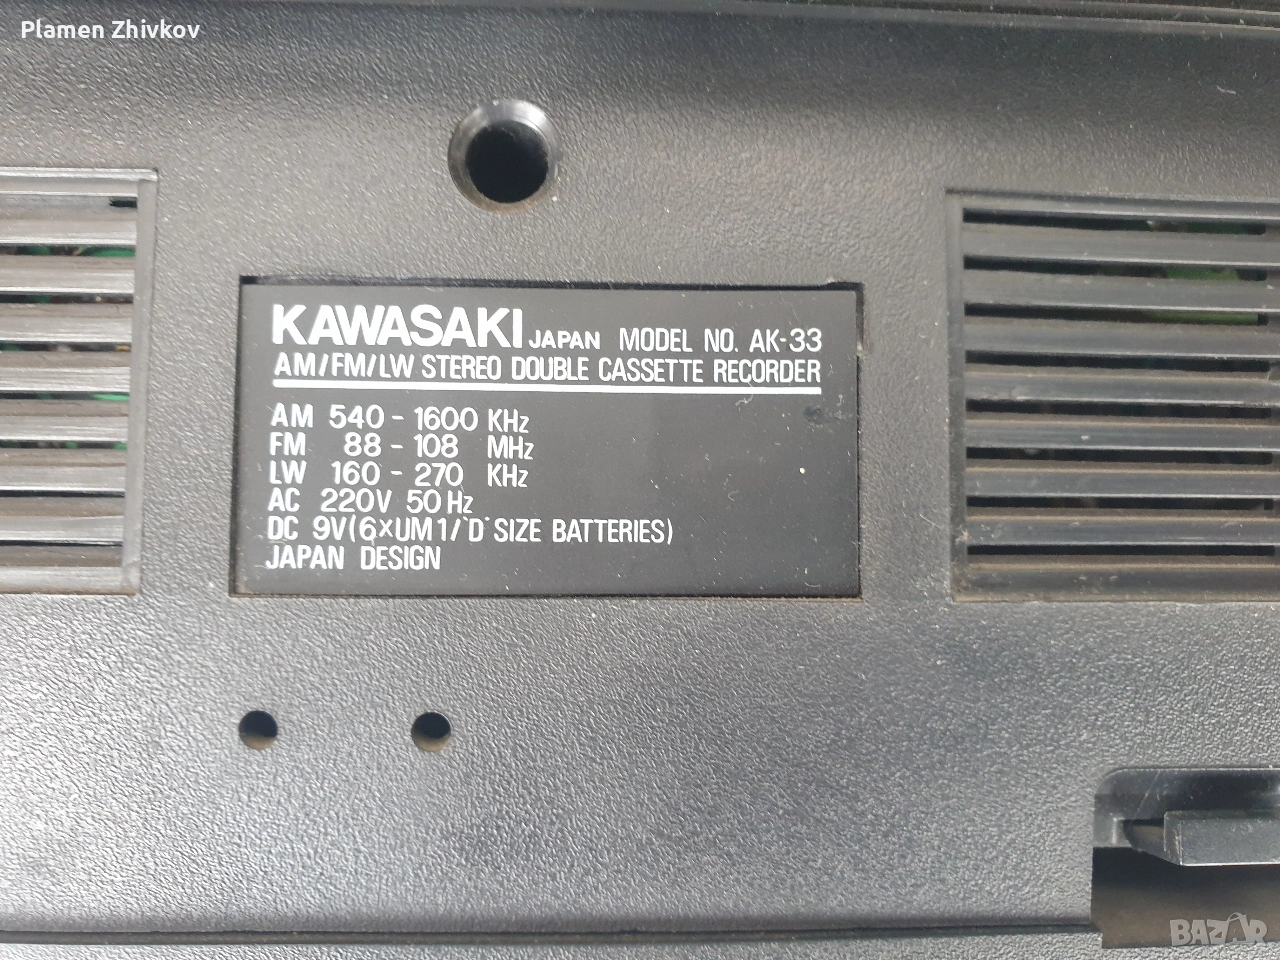 Plamen Zhivkov
KAWASAKI JAPAN MODEL NO. AK-33
AM/FM/LW STEREO DOUBLE CASSETTE RECORDER
AM 540 - 1600 KHz
FM 88 - 108 MHz
LW 160 - 270 KHz
AC 220V 50Hz
DC 9V(6×UM1/"D" SIZE BATTERIES)
JAPAN DESIGN
BAZAR